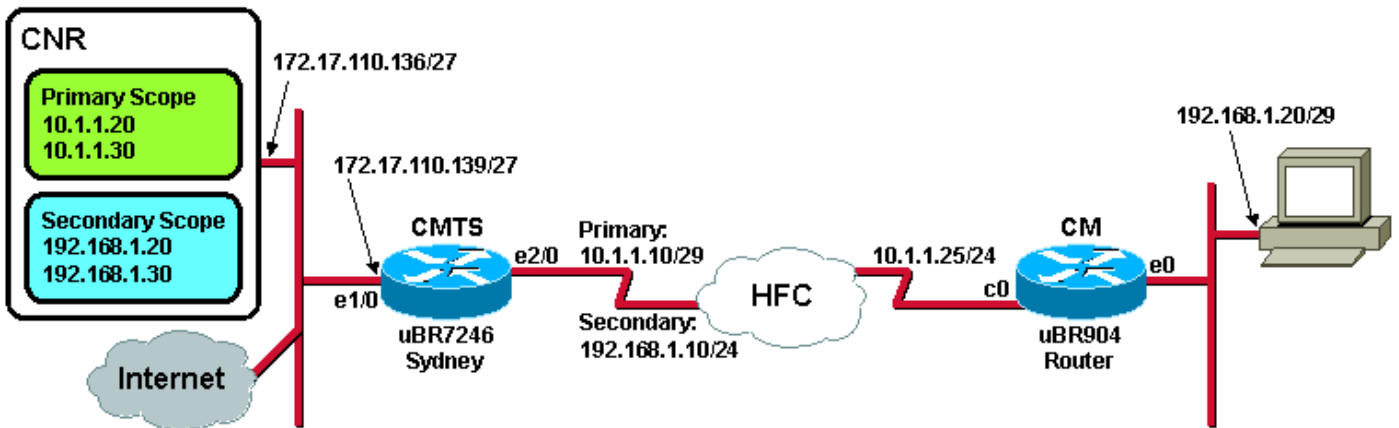 CNR
Primary Scope
10.1.1.20
10.1.1.30
Secondary Scope
192.168.1.20
192.168.1.30
172.17.110.136/27
172.17.110.139/27
CMTS
e1/0
e2/0
uBR7246
Sydney
Internet
Primary:
10.1.1.10/29
HFC
Secondary:
192.168.1.10/24
10.1.1.25/24
CM
c0
e0
uBR904
Router
192.168.1.20/29